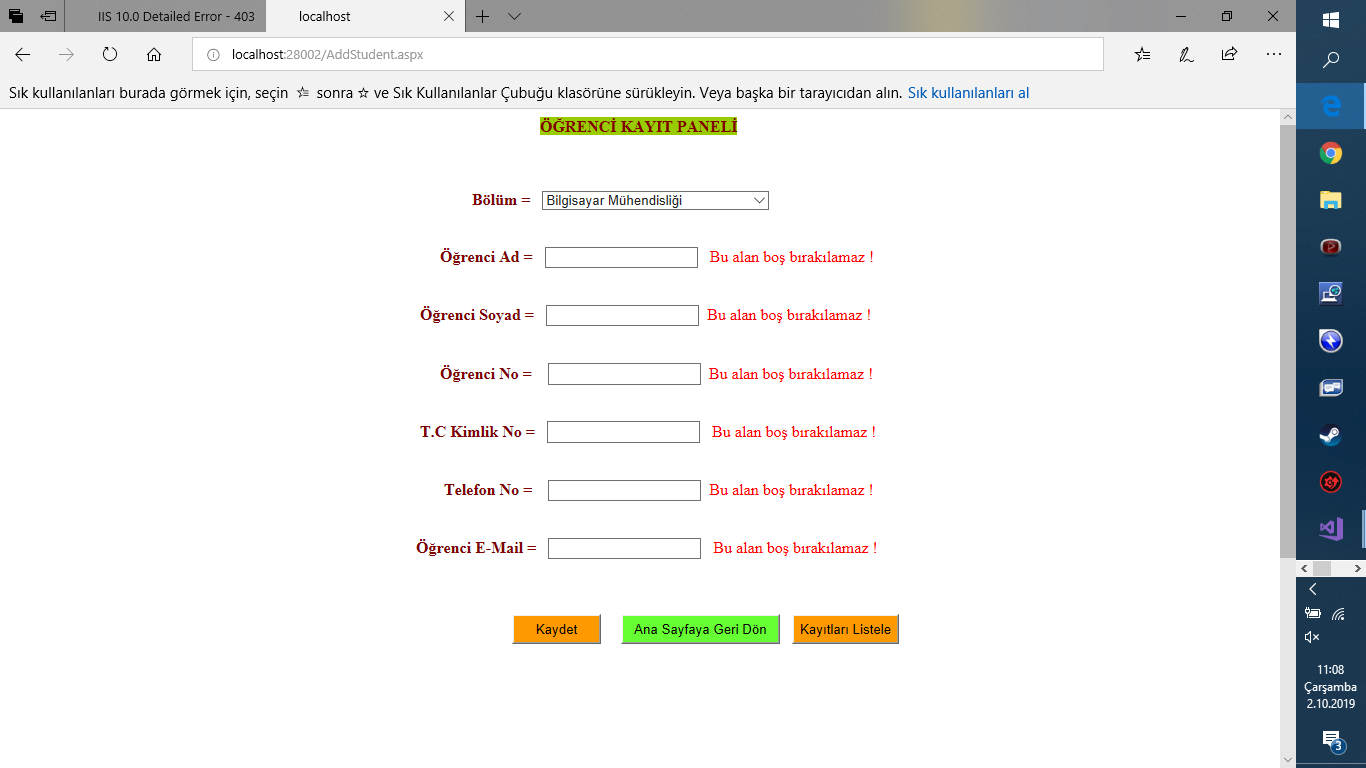 IIS 10.0 Detailed Error - 403
localhost
localhost:28002/AddStudent.aspx
Sık kullanılanları burada görmek için, seçin sonra ☆ ve Sık Kullanılanlar Çubuğu klasörüne sürükleyin. Veya başka bir tarayıcıdan alın. Sık kullanılanları al
ÖĞRENCİ KAYIT PANELİ
Bölüm = Bilgisayar Mühendisliği
Öğrenci Ad = Bu alan boş bırakılamaz !
Öğrenci Soyad = Bu alan boş bırakılamaz !
Öğrenci No = Bu alan boş bırakılamaz !
T.C Kimlik No = Bu alan boş bırakılamaz !
Telefon No = Bu alan boş bırakılamaz !
Öğrenci E-Mail = Bu alan boş bırakılamaz !
Kaydet Ana Sayfaya Geri Dön Kayıtları Listele
11:08
Çarşamba
2.10.2019
3